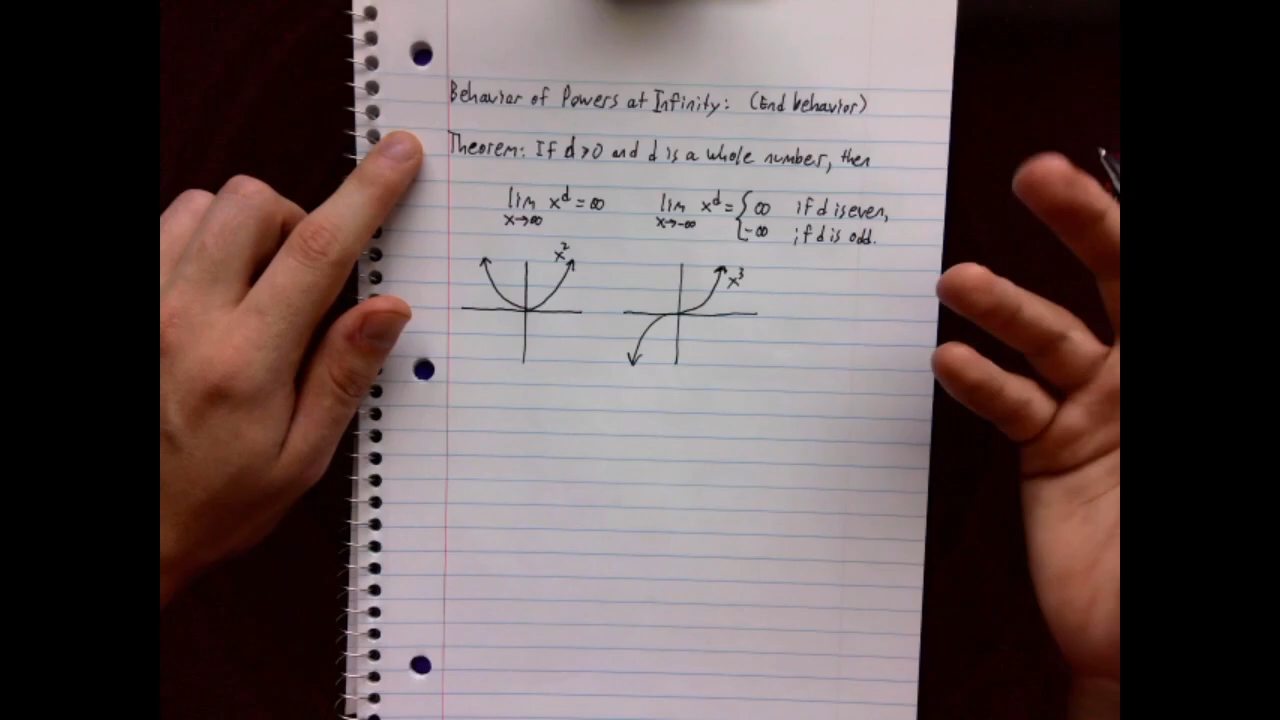 Behavior of Powers at Infinity: (End behavior)
Theorem: If d>0 and d is a whole number, then
lim x→∞ x^d = ∞ lim x→-∞ x^d = { ∞ if d is even,
-∞ if d is odd.
x^2 x^3